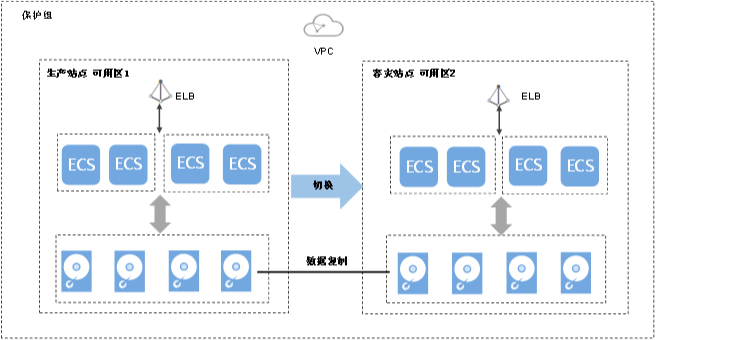 保护组
VPC
生产站点 可用区1
容灾站点 可用区2
ELB
ELB
ECS ECS ECS ECS
ECS ECS ECS ECS
切换
数据复制